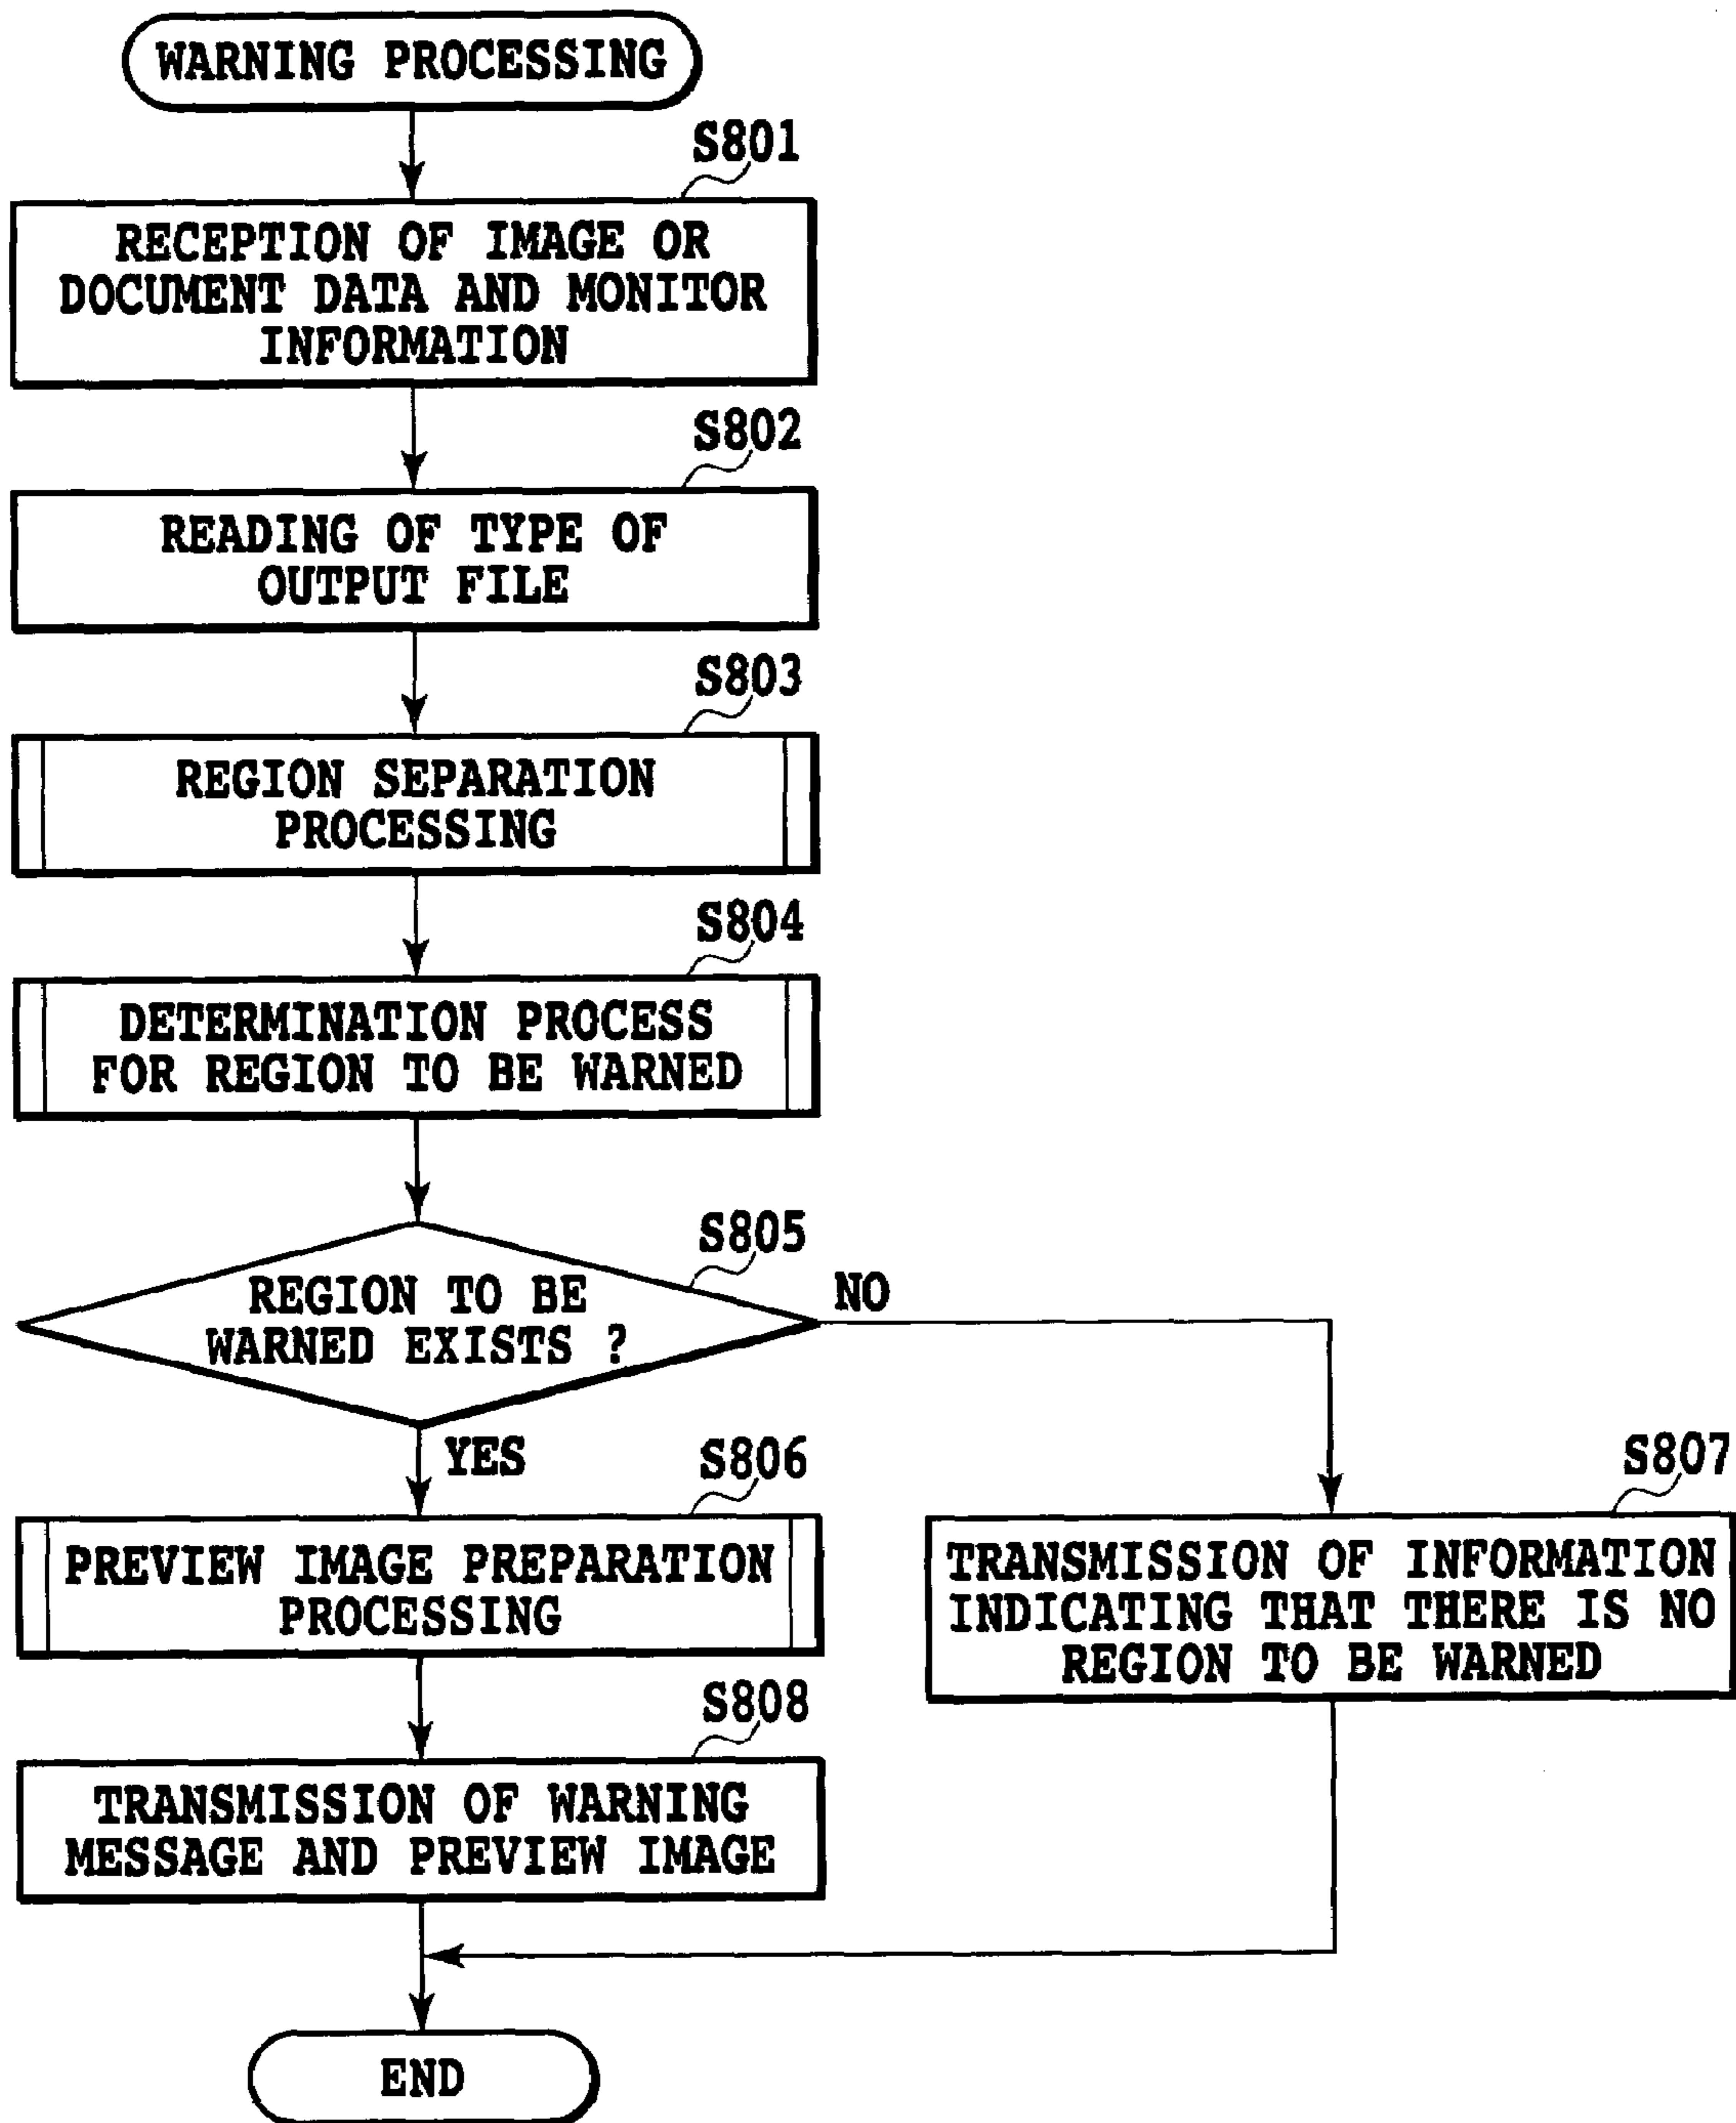 WARNING PROCESSING
S801
RECEPTION OF IMAGE OR
DOCUMENT DATA AND MONITOR
INFORMATION
S802
READING OF TYPE OF
OUTPUT FILE
S803
REGION SEPARATION
PROCESSING
S804
DETERMINATION PROCESS
FOR REGION TO BE WARNED
S805
REGION TO BE
WARNED EXISTS ?
NO
YES
S806
PREVIEW IMAGE PREPARATION
PROCESSING
S807
TRANSMISSION OF INFORMATION
INDICATING THAT THERE IS NO
REGION TO BE WARNED
S808
TRANSMISSION OF WARNING
MESSAGE AND PREVIEW IMAGE
END